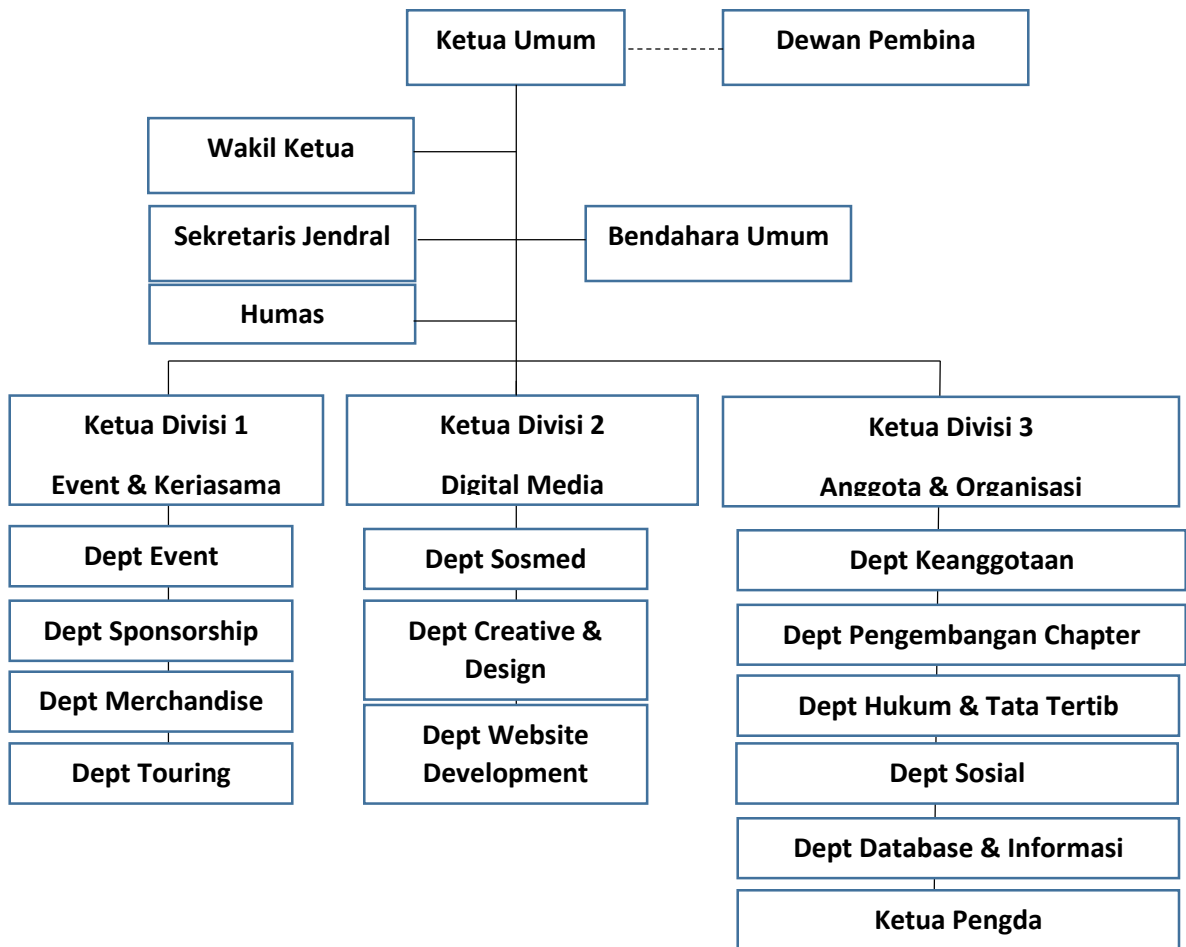 Ketua Umum
Dewan Pembina
Wakil Ketua
Sekretaris Jendral
Bendahara Umum
Humas
Ketua Divisi 1
Event & Kerjasama
Ketua Divisi 2
Digital Media
Ketua Divisi 3
Anggota & Organisasi
Dept Event
Dept Sponsorship
Dept Merchandise
Dept Touring
Dept Sosmed
Dept Creative &
Design
Dept Website
Development
Dept Keanggotaan
Dept Pengembangan Chapter
Dept Hukum & Tata Tertib
Dept Sosial
Dept Database & Informasi
Ketua Pengda